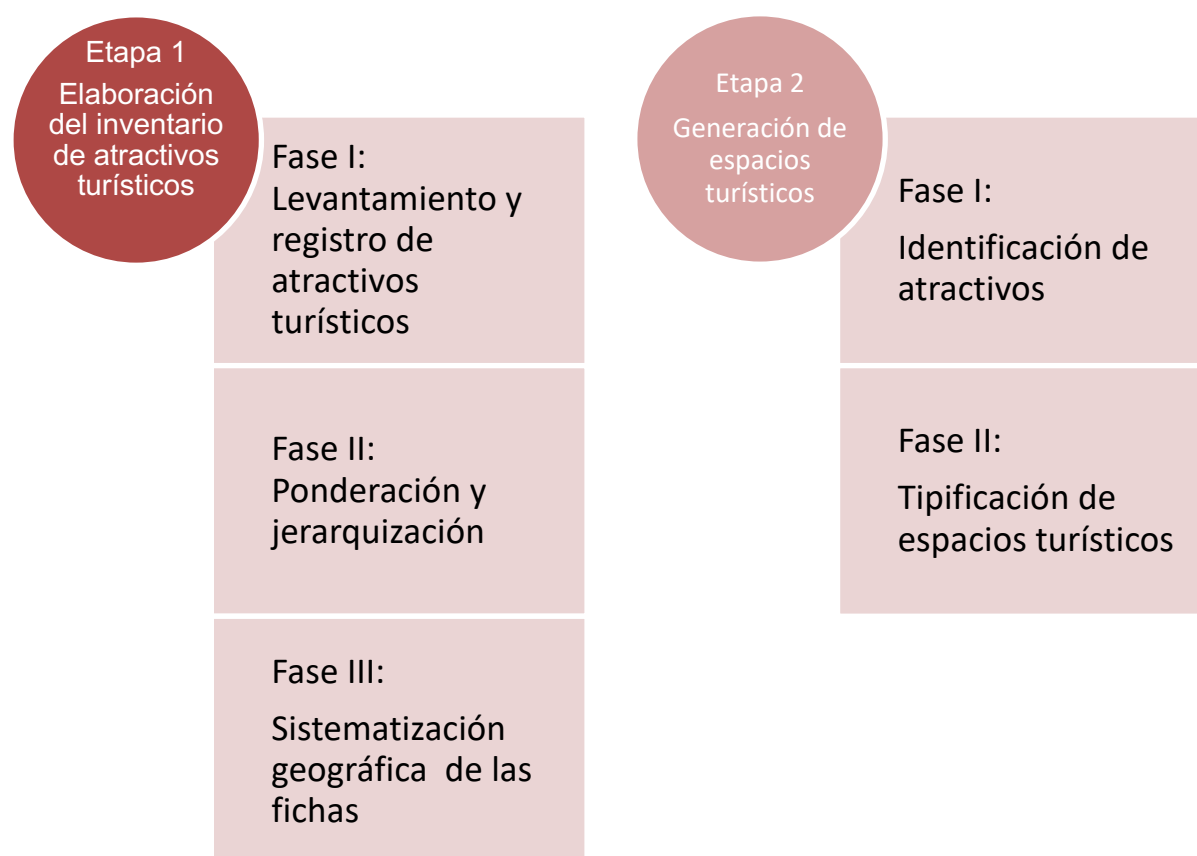 Etapa 1
Elaboración
del inventario
de atractivos
turísticos
Fase I:
Levantamiento y
registro de
atractivos
turísticos
Fase II:
Ponderación y
jerarquización
Fase III:
Sistematización
geográfica  de las
fichas
Etapa 2
Generación de
espacios
turísticos
Fase I:
Identificación de
atractivos
Fase II:
Tipificación de
espacios turísticos